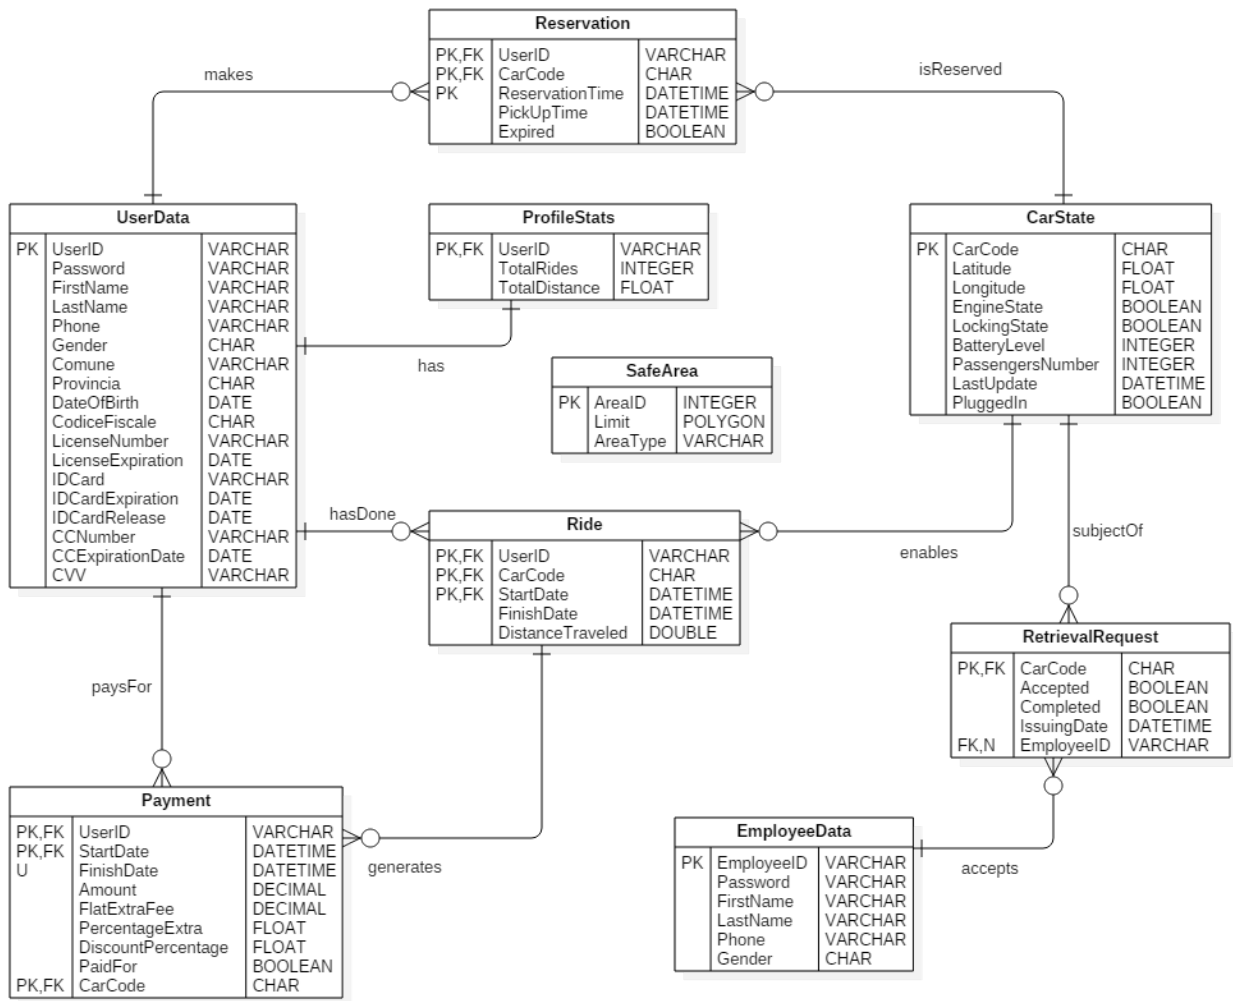 Reservation
PK,FK UserID VARCHAR
PK,FK CarCode CHAR
PK ReservationTime DATETIME
PickUpTime DATETIME
Expired BOOLEAN
makes
isReserved
UserData
PK UserID VARCHAR
Password VARCHAR
FirstName VARCHAR
LastName VARCHAR
Phone VARCHAR
Gender CHAR
Comune VARCHAR
Provincia CHAR
DateOfBirth DATE
CodiceFiscale CHAR
LicenseNumber VARCHAR
LicenseExpiration DATE
IDCard VARCHAR
IDCardExpiration DATE
IDCardRelease DATE
CCNumber VARCHAR
CCExpirationDate DATE
CVV VARCHAR
ProfileStats
PK,FK UserID VARCHAR
TotalRides INTEGER
TotalDistance FLOAT
has
CarState
PK CarCode CHAR
Latitude FLOAT
Longitude FLOAT
EngineState BOOLEAN
LockingState BOOLEAN
BatteryLevel INTEGER
PassengersNumber INTEGER
LastUpdate DATETIME
PluggedIn BOOLEAN
SafeArea
PK AreaID INTEGER
Limit POLYGON
AreaType VARCHAR
hasDone
Ride
PK,FK UserID VARCHAR
PK,FK CarCode CHAR
PK,FK StartDate DATETIME
FinishDate DATETIME
DistanceTraveled DOUBLE
enables
subjectOf
RetrievalRequest
PK,FK CarCode CHAR
Accepted BOOLEAN
Completed BOOLEAN
IssuingDate DATETIME
FK,N EmployeeID VARCHAR
paysFor
Payment
PK,FK UserID VARCHAR
PK,FK StartDate DATETIME
U FinishDate DATETIME
Amount DECIMAL
FlatExtraFee DECIMAL
PercentageExtra FLOAT
DiscountPercentage FLOAT
PaidFor BOOLEAN
PK,FK CarCode CHAR
generates
EmployeeData
PK EmployeeID VARCHAR
Password VARCHAR
FirstName VARCHAR
LastName VARCHAR
Phone VARCHAR
Gender CHAR
accepts